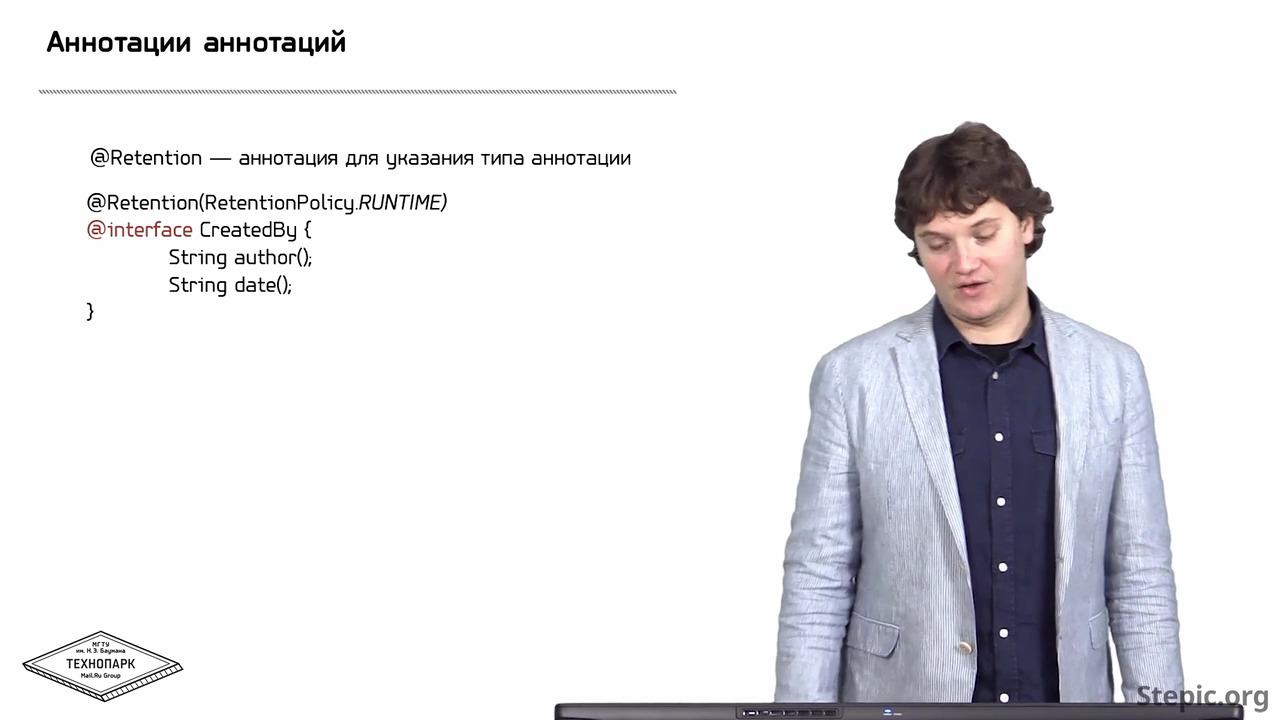 Аннотации аннотаций
@Retention — аннотация для указания типа аннотации
@Retention(RetentionPolicy.RUNTIME)
@interface CreatedBy {
String author();
String date();
}
МГТУ
им. Н.Э. Баумана
ТЕХНОПАРК
Mail.Ru Group
Stepic.org